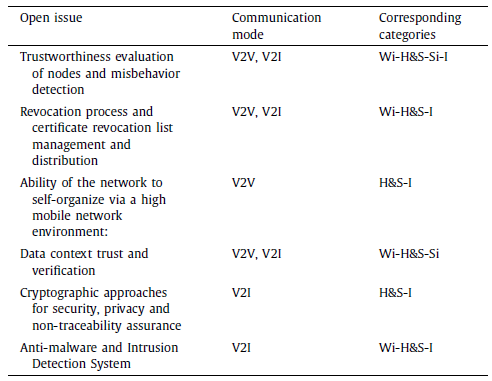 Open issue Communication mode Corresponding categories
Trustworthiness evaluation of nodes and misbehavior detection V2V, V2I Wi-H&S-Si-I
Revocation process and certificate revocation list management and distribution V2V, V2I Wi-H&S-I
Ability of the network to self-organize via a high mobile network environment: V2V H&S-I
Data context trust and verification V2V, V2I Wi-H&S-Si
Cryptographic approaches for security, privacy and non-traceability assurance V2I H&S-I
Anti-malware and Intrusion Detection System V2I Wi-H&S-I